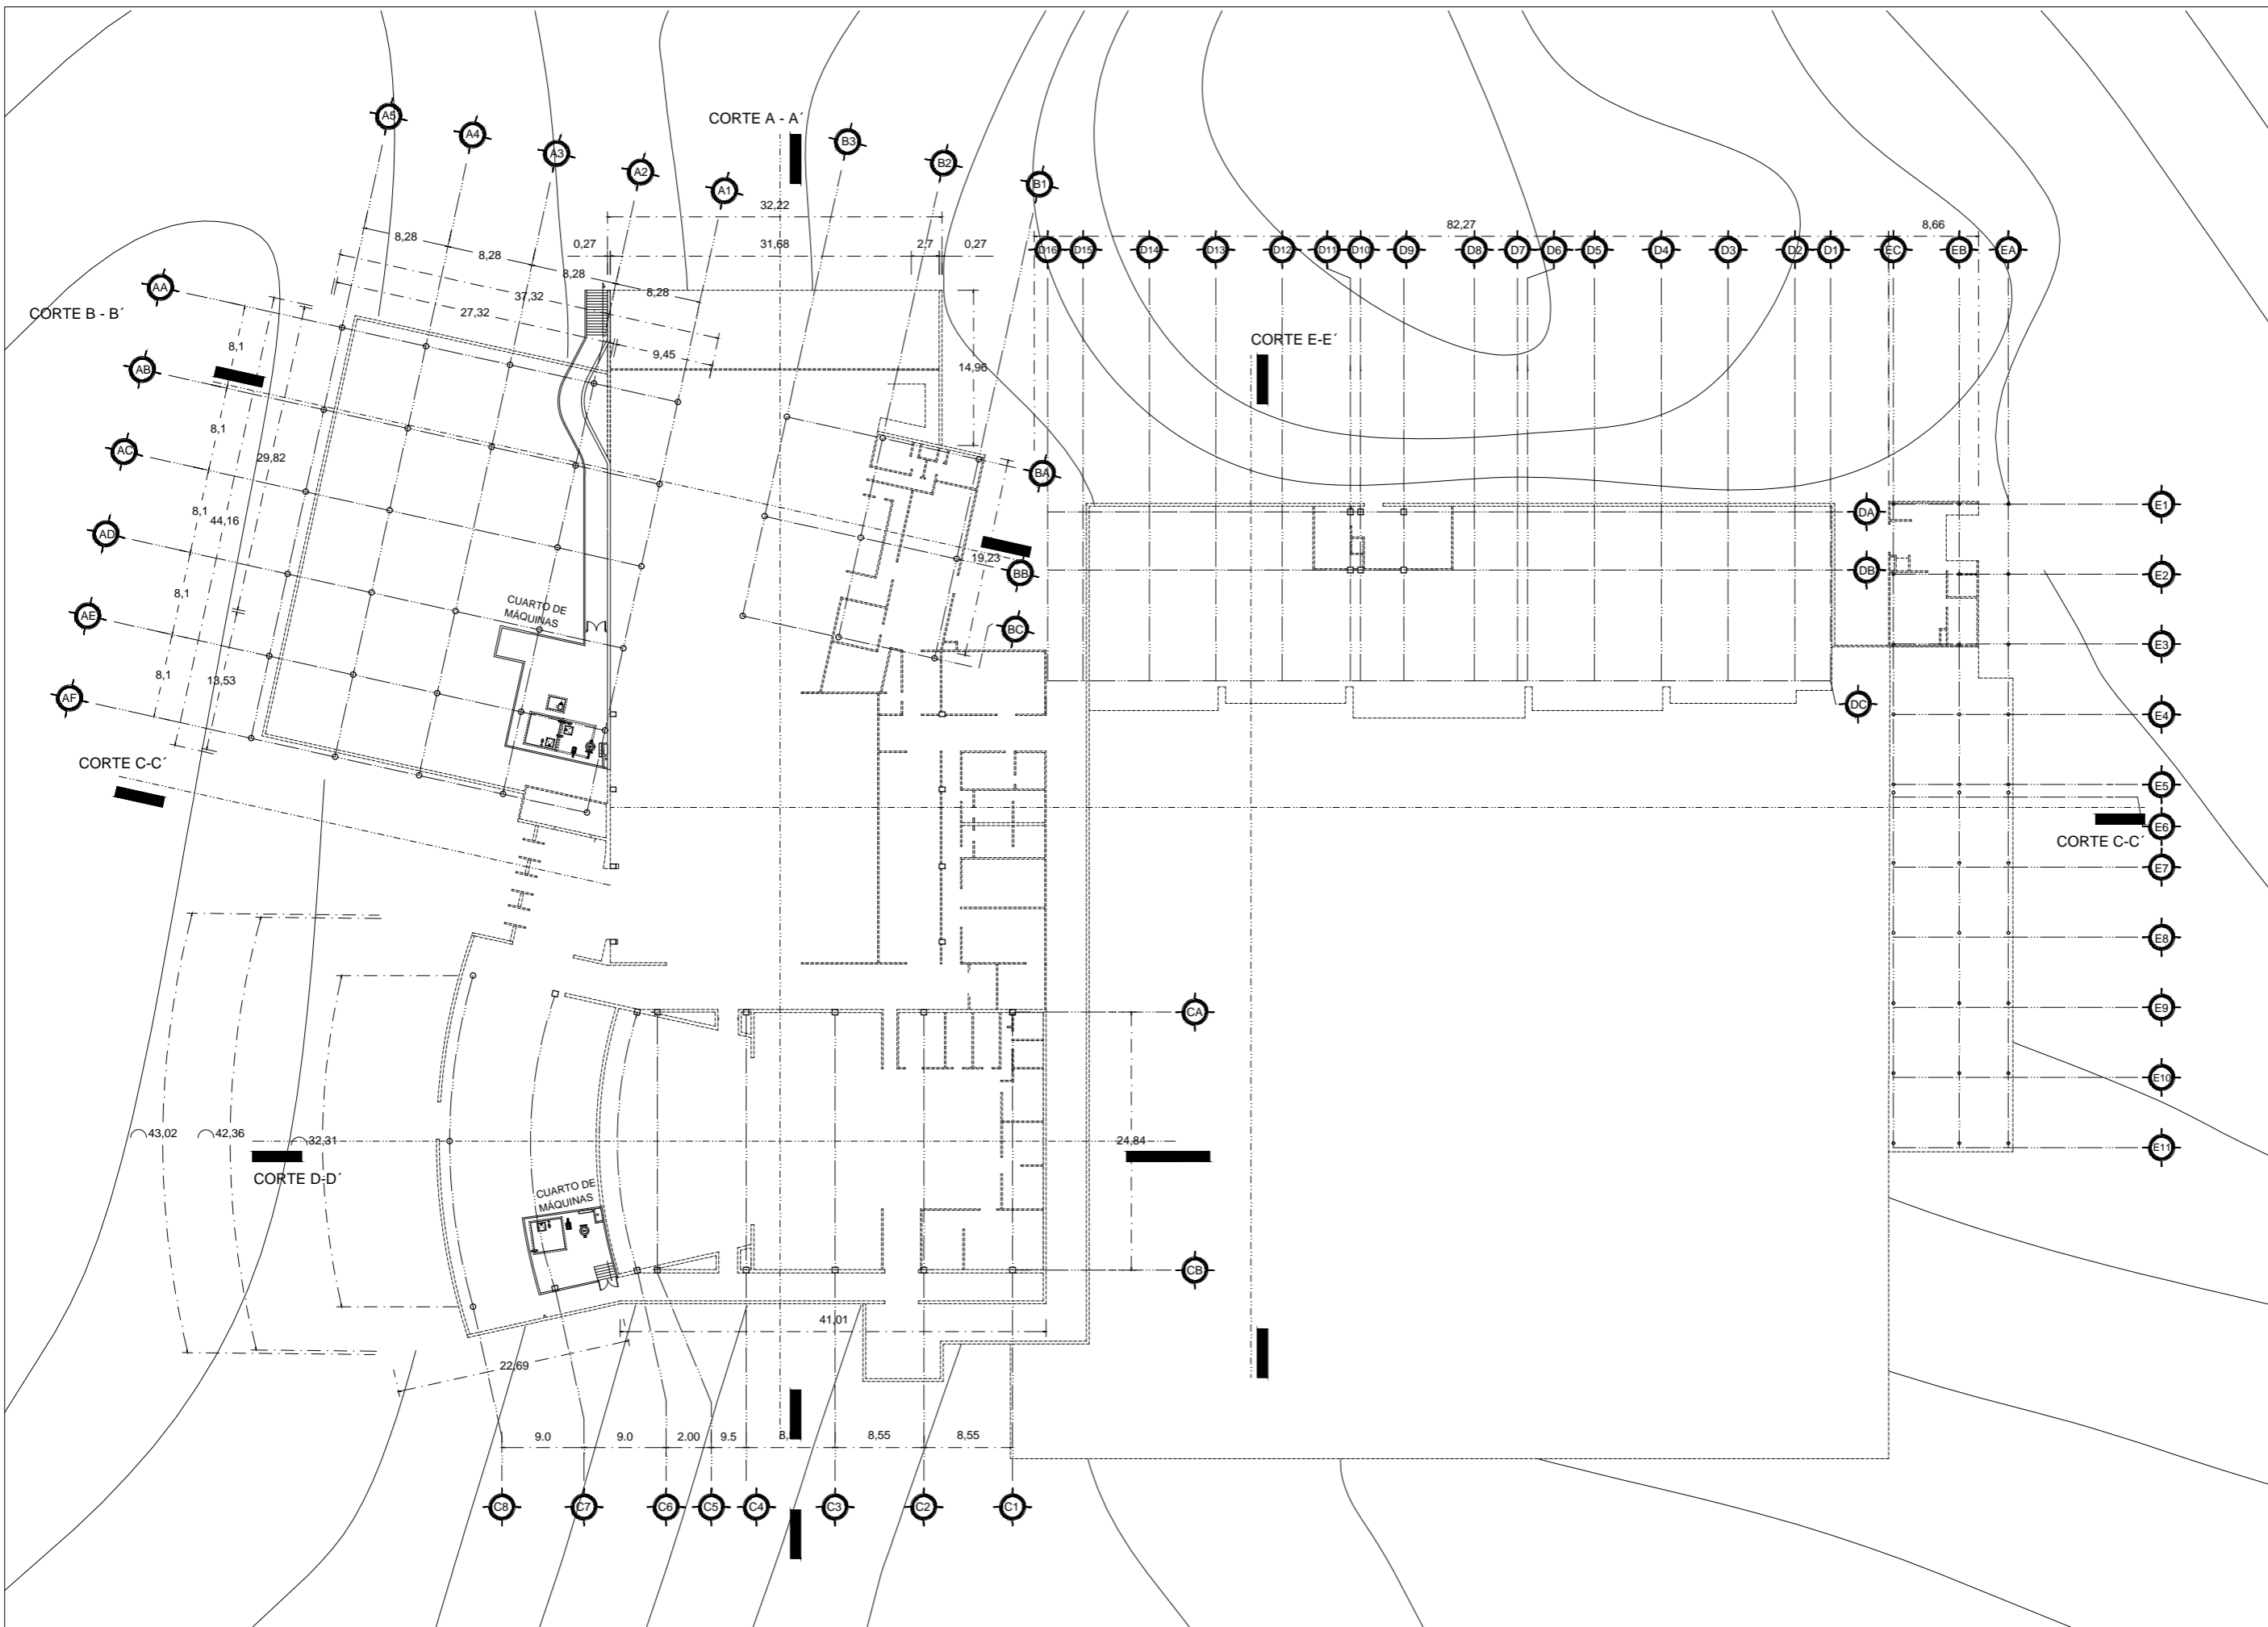 A5
A4
A3
A2
A1
CORTE A - A´
B3
B2
B1
32,22
0,27
31,68
2,7
0,27
82,27
8,66
D16
D15
D14
D13
D12
D11
D10
D9
D8
D7
D6
D5
D4
D3
D2
D1
EC
EB
EA
8,28
8,28
8,28
8,28
37,32
27,32
9,45
14,96
AA
CORTE B - B´
AB
AC
AD
AE
AF
8,1
8,1
8,1
8,1
8,1
29,82
44,16
13,53
CORTE E-E´
BA
BB
BC
19,23
DA
DB
DC
E1
E2
E3
E4
E5
E6
E7
E8
E9
E10
E11
CUARTO DE
MÁQUINAS
CORTE C-C´
CORTE C-C´
CA
CB
24,84
43,02
42,36
32,31
CORTE D-D´
CUARTO DE
MÁQUINAS
41,01
22,69
9.0
9.0
2.00
9.5
8,55
8,55
C8
C7
C6
C5
C4
C3
C2
C1